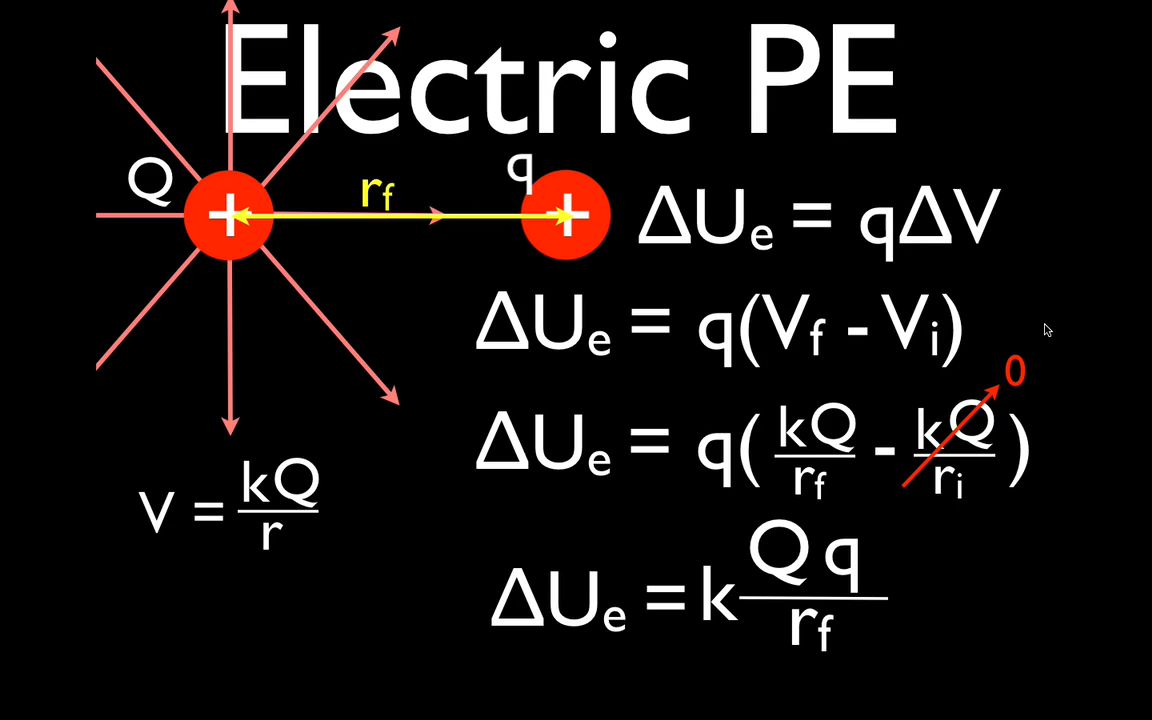 Electric PE
Q
+
r_f
q
+
ΔU_e = qΔV
ΔU_e = q(V_f - V_i)
0
ΔU_e = q( kQ/r_f - kQ/r_i )
V = kQ/r
ΔU_e = k Qq/r_f